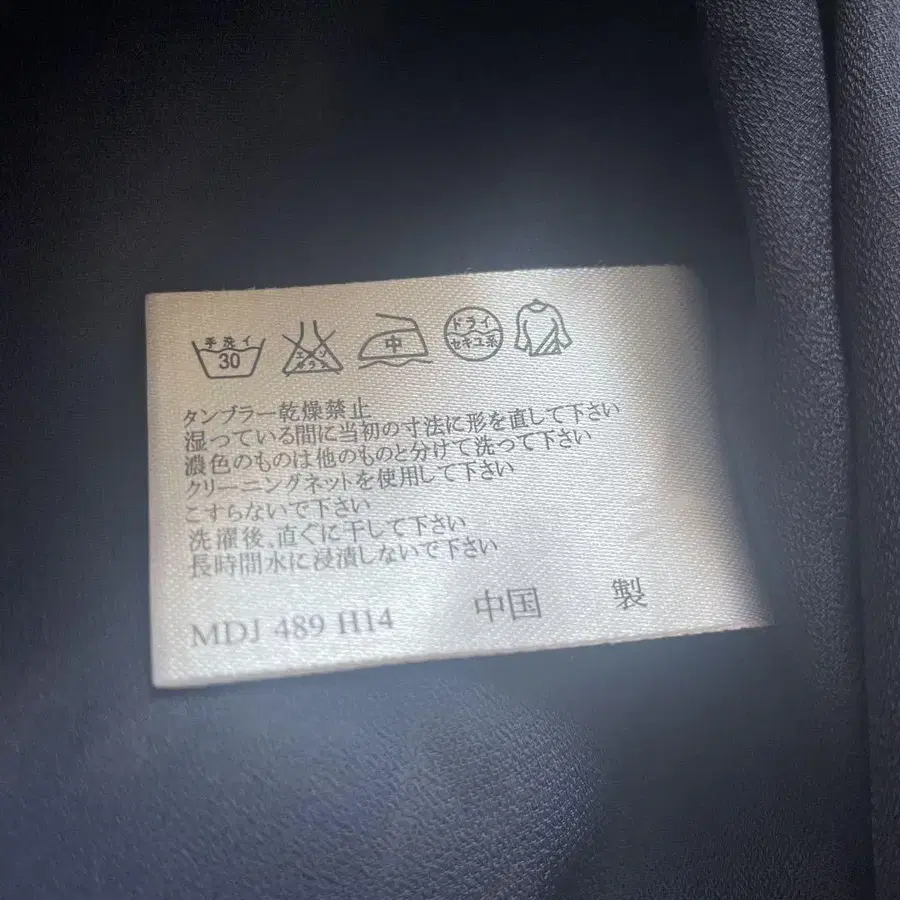 手洗イ
30
エンソサラシ
中
ドライ
セキユ系
タンブラー乾燥禁止
湿っている間に当初の寸法に形を直して下さい
濃色のものは他のものと分けて洗って下さい
クリーニングネットを使用して下さい
こすらないで下さい
洗濯後、直ぐに干して下さい
長時間水に浸漬しないで下さい
MDJ 489 H14 中国 製